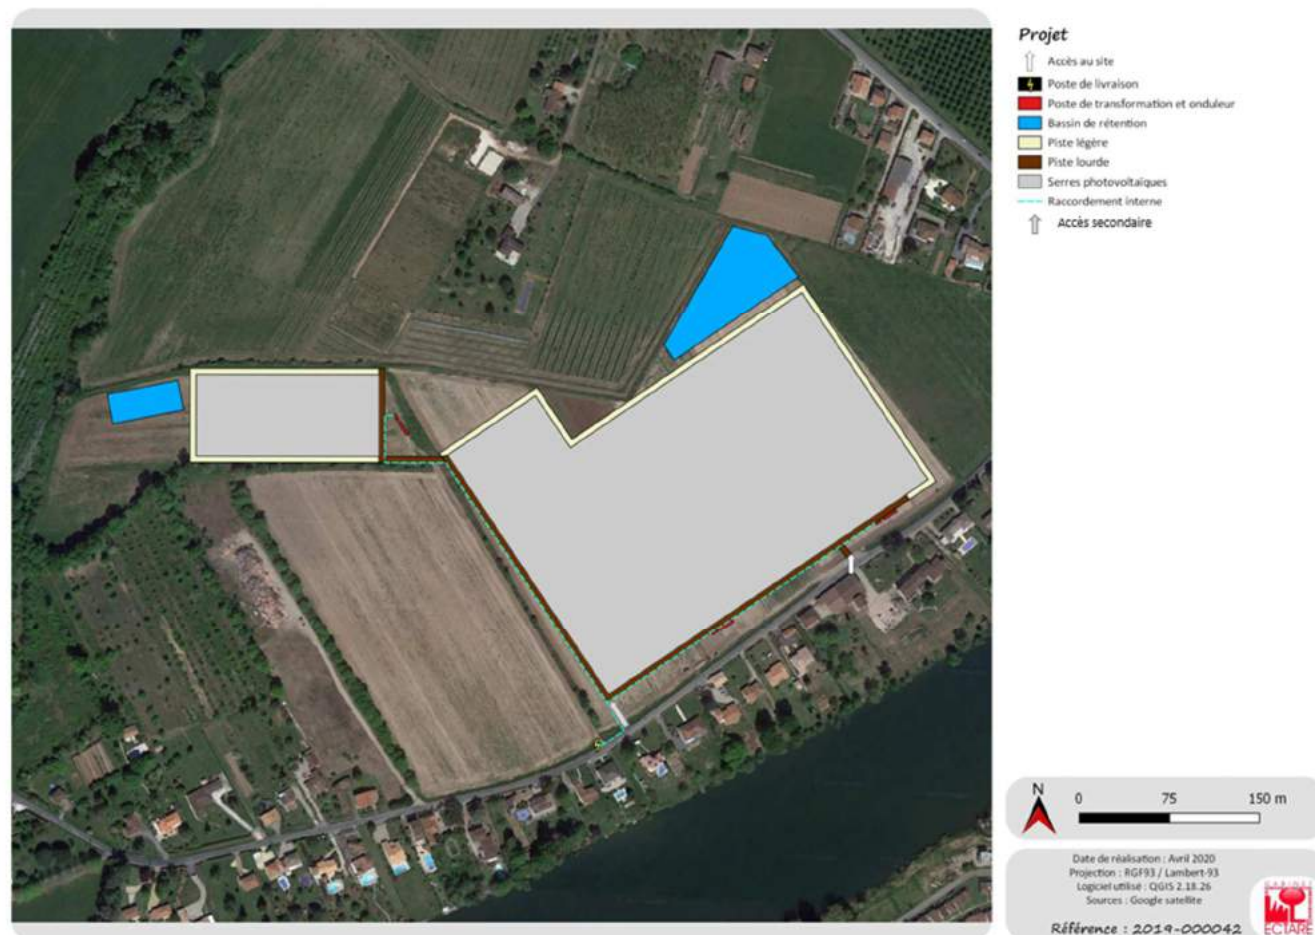 Projet
Accès au site
Poste de livraison
Poste de transformation et onduleur
Bassin de rétention
Piste légère
Piste lourde
Serres photovoltaïques
Raccordement interne
Accès secondaire
N
0 75 150 m
Date de réalisation : Avril 2020
Projection : RGF93 / Lambert-93
Logiciel utilisé : QGIS 2.18.26
Sources : Google satellite
Référence : 2019-000042
CABINET
ECTARE